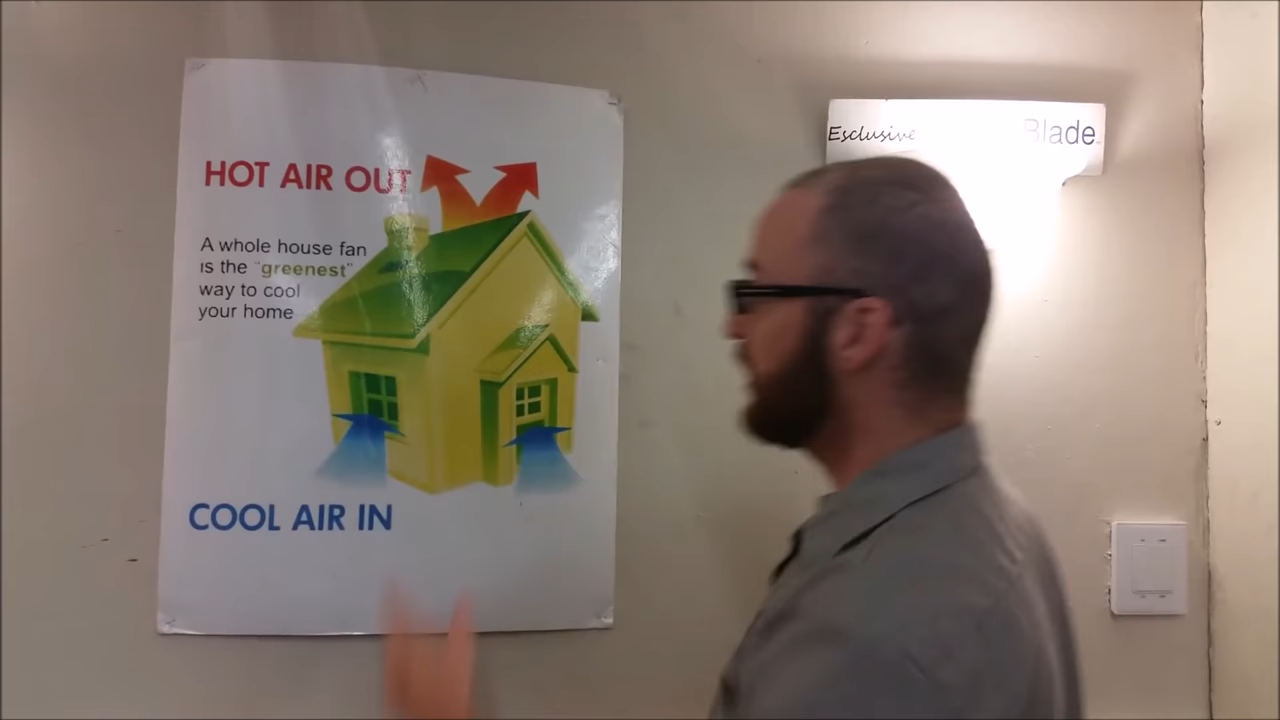 HOT AIR OUT
A whole house fan
is the "greenest"
way to cool
your home
COOL AIR IN
Esclusive Blade